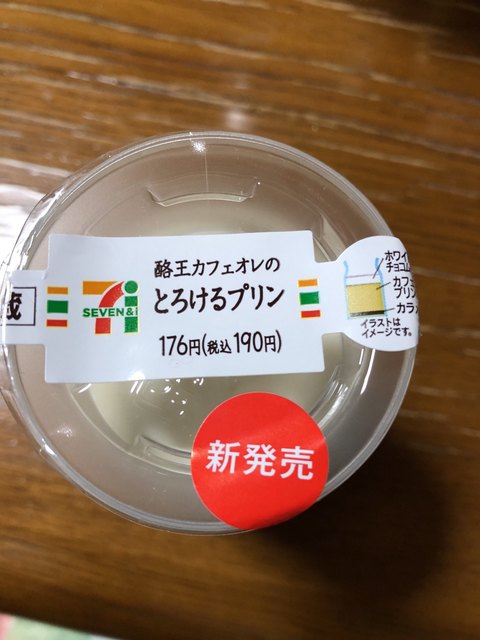 酪王カフェオレの
とろけるプリン
176円(税込190円)
SEVEN & i
ホワイ
チョコム
カフェ
プリン
カラメ
イラストは
イメージです。
新発売